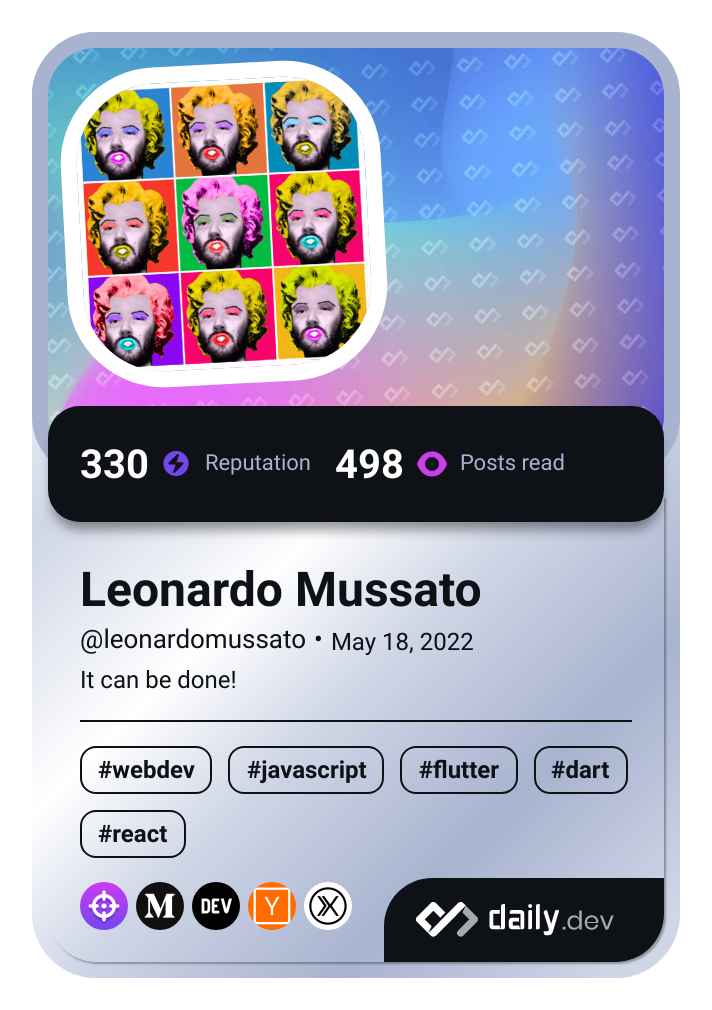 330 Reputation 498 Posts read
Leonardo Mussato
@leonardomussato • May 18, 2022
It can be done!
#webdev #javascript #flutter #dart
#react
M DEV Y daily.dev